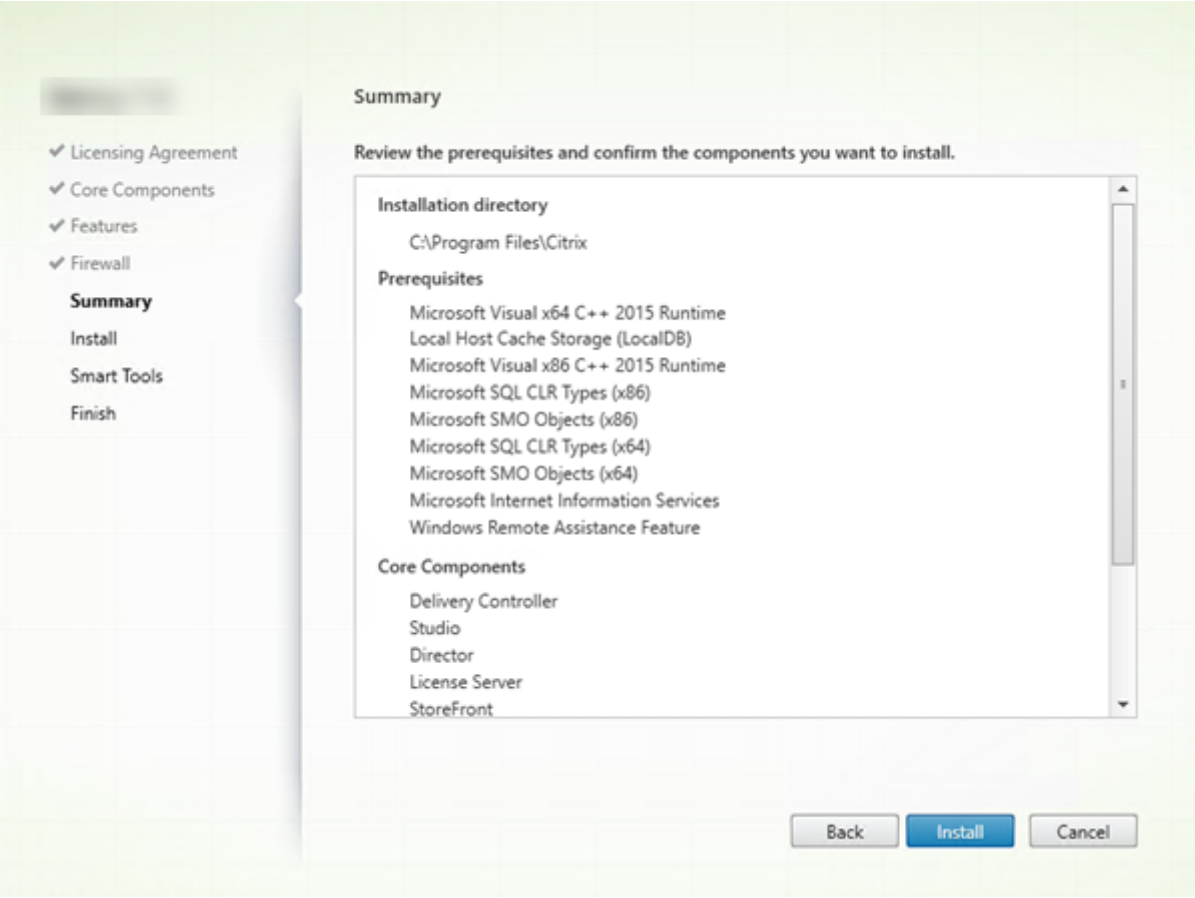 Licensing Agreement
Core Components
Features
Firewall
Summary
Install
Smart Tools
Finish
Summary
Review the prerequisites and confirm the components you want to install.
Installation directory
C:\Program Files\Citrix
Prerequisites
Microsoft Visual x64 C++ 2015 Runtime
Local Host Cache Storage (LocalDB)
Microsoft Visual x86 C++ 2015 Runtime
Microsoft SQL CLR Types (x86)
Microsoft SMO Objects (x86)
Microsoft SQL CLR Types (x64)
Microsoft SMO Objects (x64)
Microsoft Internet Information Services
Windows Remote Assistance Feature
Core Components
Delivery Controller
Studio
Director
License Server
StoreFront
Back
Install
Cancel